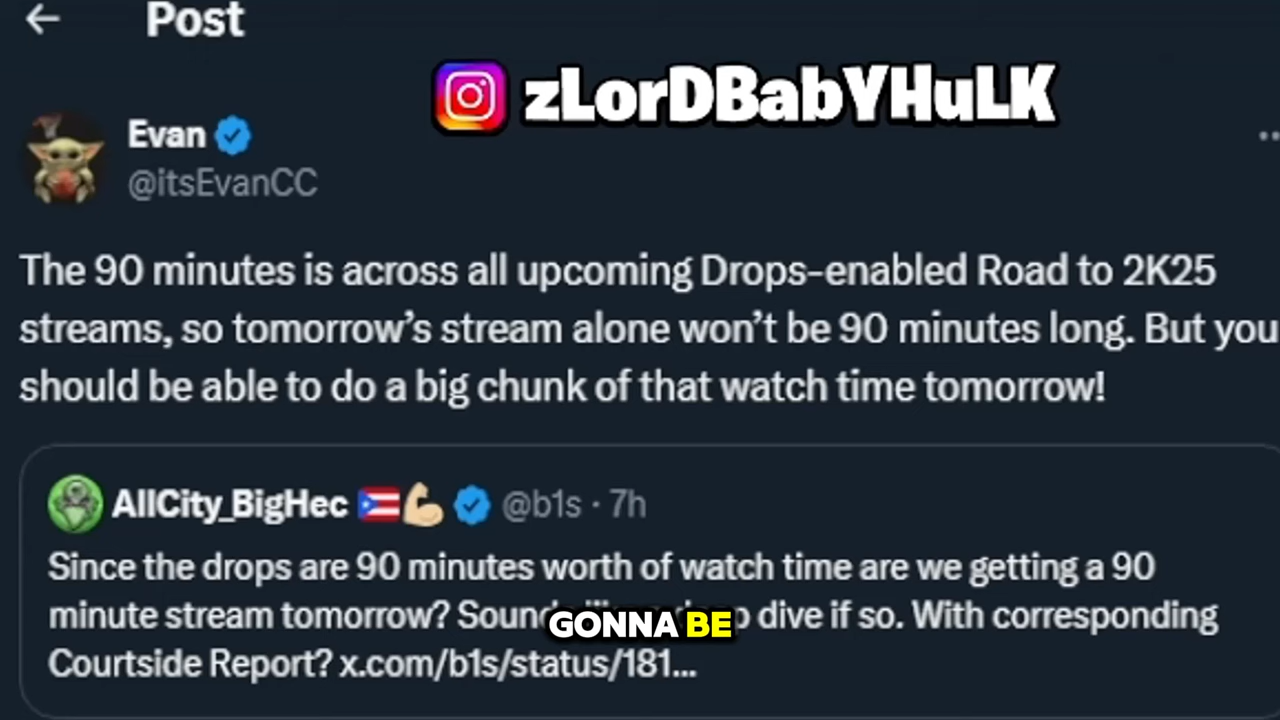 Post
zLorDBabYHuLK
Evan
@itsEvanCC
The 90 minutes is across all upcoming Drops-enabled Road to 2K25
streams, so tomorrow’s stream alone won’t be 90 minutes long. But you
should be able to do a big chunk of that watch time tomorrow!
AllCity_BigHec 🇵🇷💪🏼 @b1s · 7h
Since the drops are 90 minutes worth of watch time are we getting a 90
minute stream tomorrow? dive if so. With corresponding
GONNA BE
Courtside Report? x.com/b1s/status/181...